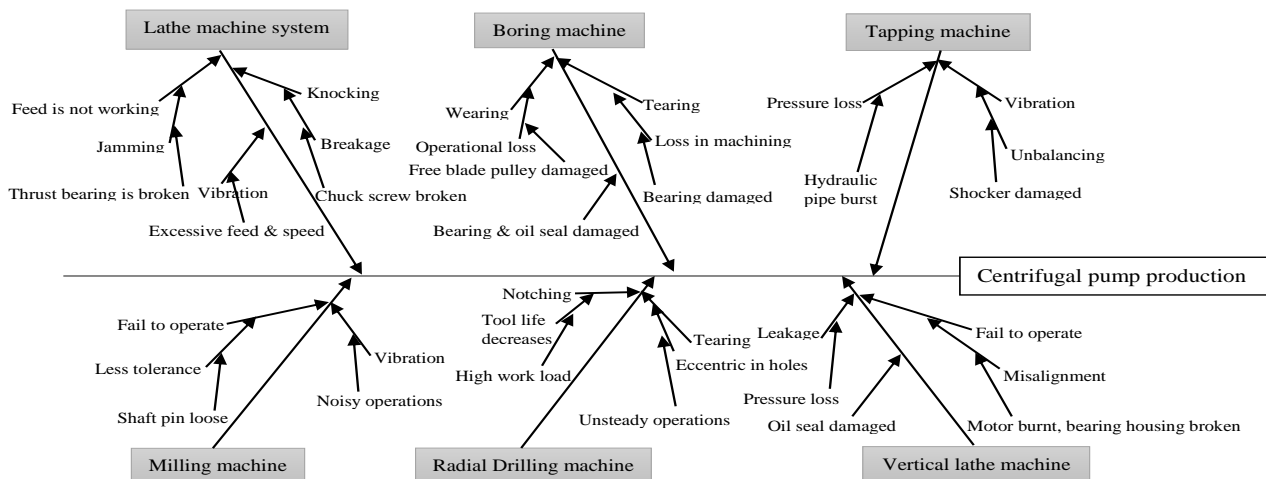 Lathe machine system
Boring machine
Tapping machine
Feed is not working
Knocking
Jamming
Breakage
Thrust bearing is broken
Vibration
Chuck screw broken
Excessive feed & speed
Wearing
Tearing
Operational loss
Loss in machining
Free blade pulley damaged
Bearing damaged
Bearing & oil seal damaged
Pressure loss
Vibration
Unbalancing
Hydraulic
pipe burst
Shocker damaged
Centrifugal pump production
Fail to operate
Vibration
Less tolerance
Noisy operations
Shaft pin loose
Notching
Tool life
decreases
Tearing
Eccentric in holes
High work load
Unsteady operations
Leakage
Fail to operate
Misalignment
Pressure loss
Oil seal damaged
Motor burnt, bearing housing broken
Milling machine
Radial Drilling machine
Vertical lathe machine